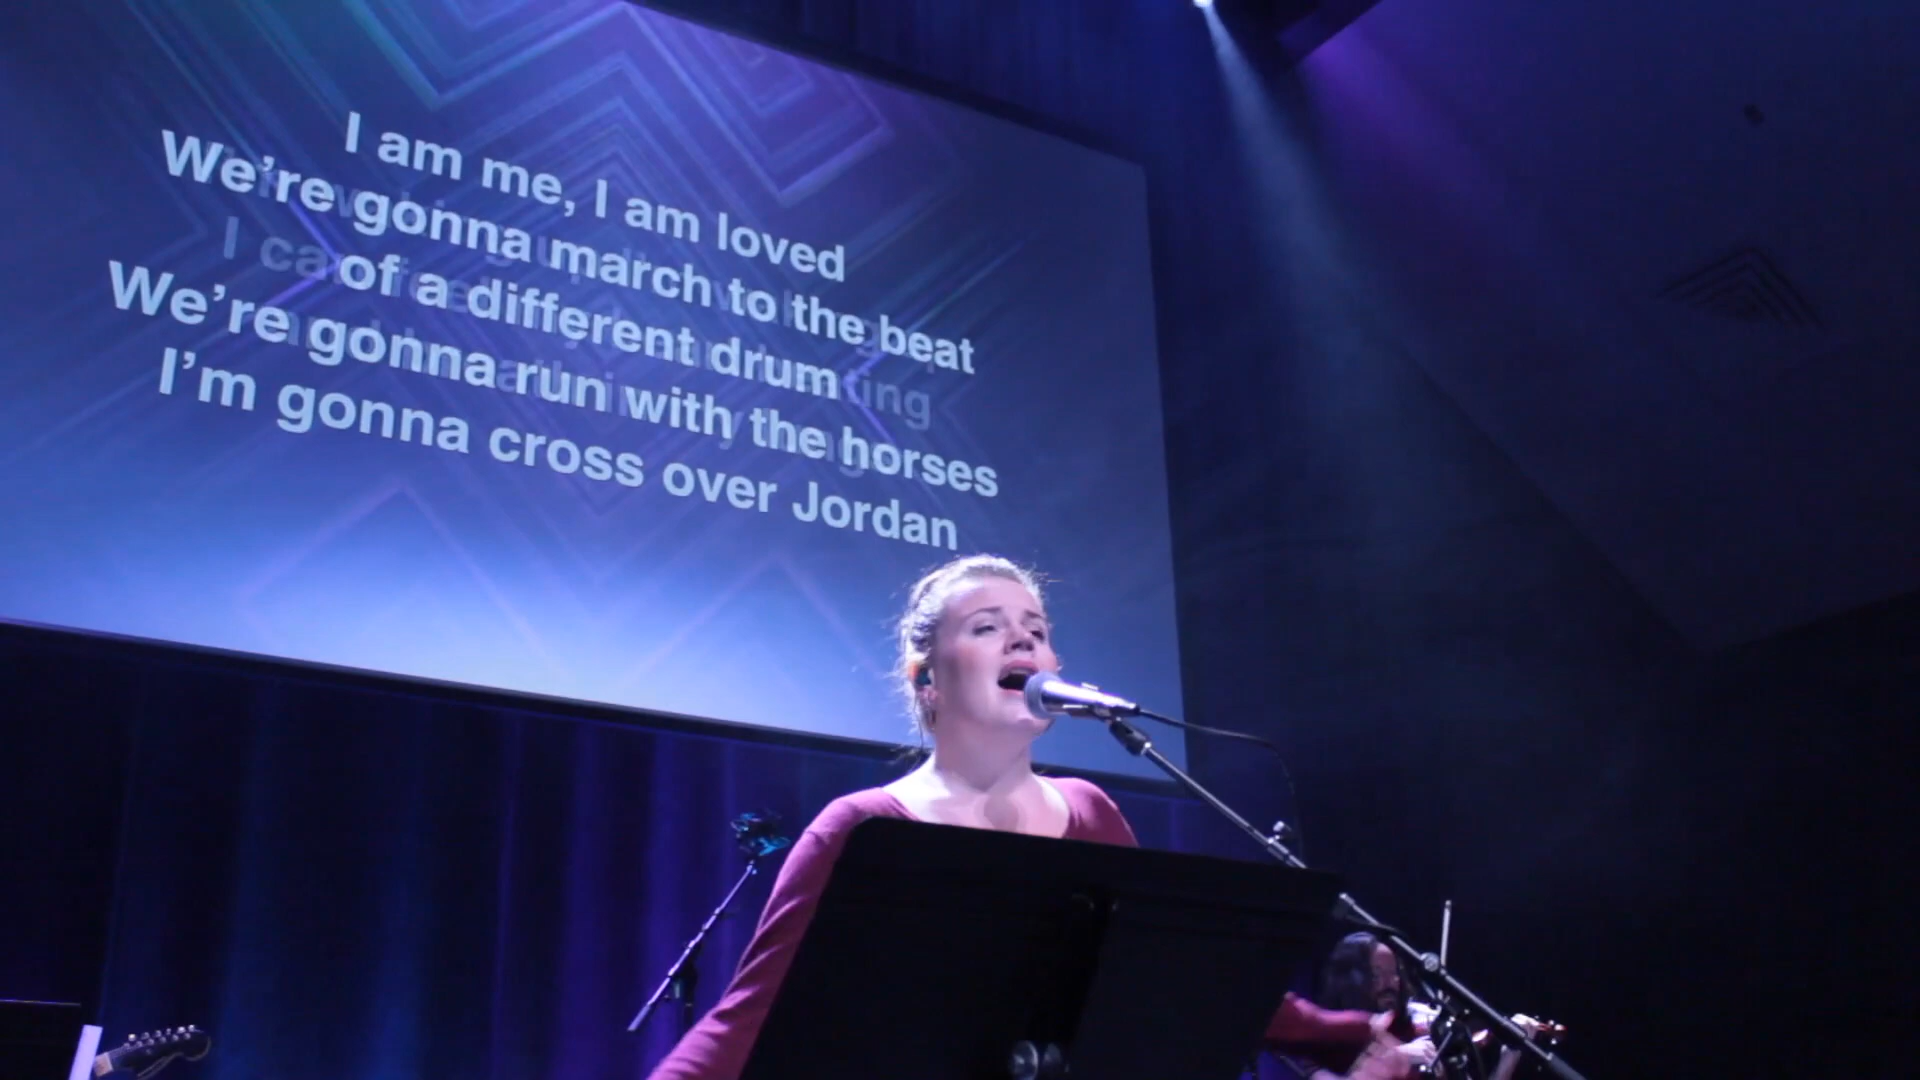 I am me, I am loved
We're gonna march to the beat
of a different drum
We're gonna run with the horses
I'm gonna cross over Jordan